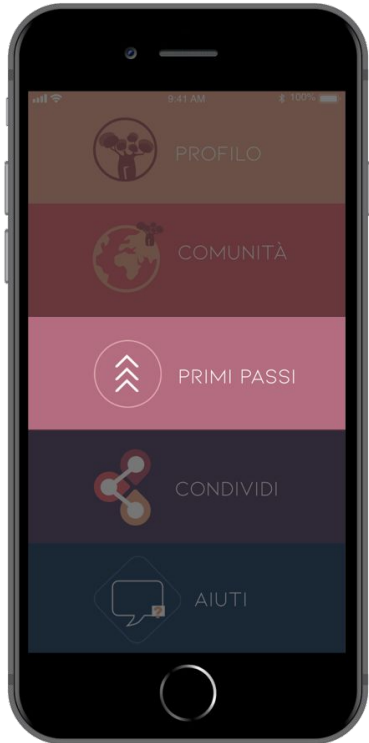 9:41 AM
100%
PROFILO
COMUNITÀ
PRIMI PASSI
CONDIVIDI
?
AIUTI